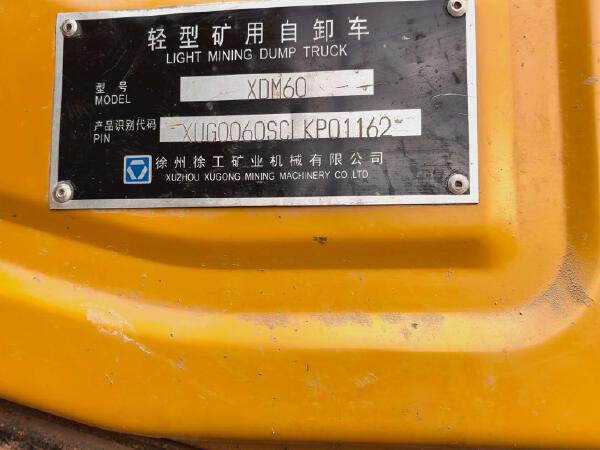 轻型矿用自卸车
LIGHT MINING DUMP TRUCK
型号 XDM60
MODEL
产品识别代码 XUG0060SCLKP01162
PIN
徐州徐工矿业机械有限公司
XUZHOU XUGONG MINING MACHINERY CO.,LTD